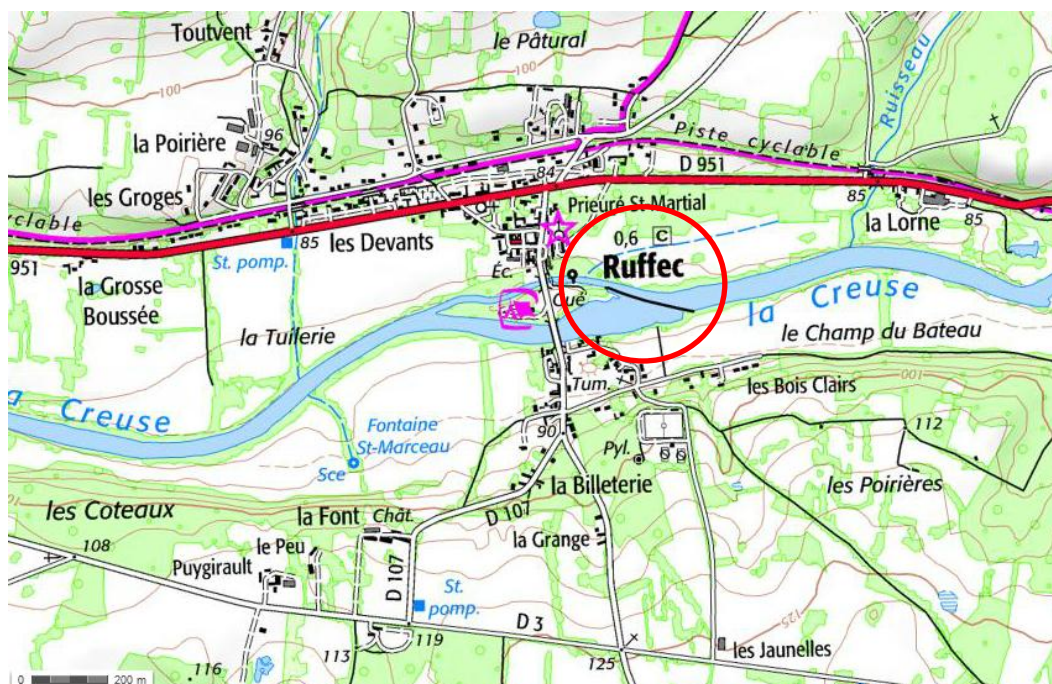 Toutvent
le Pâtural
100
100
Ruisseau
la Poirière
96
Piste cyclable
D 951
les Groges
84
Prieuré St-Martial
85
la Lorne
85
cyclable
951
85
les Devants
0,6 C
St. pomp.
Éc.
Ruffec
la Grosse
Boussée
Gué
la Creuse
la Tuilerie
le Champ du Bateau
Tum.
les Bois Clairs
100
a Creuse
Fontaine
St-Marceau
90
112
Sce
Pyl.
la Billeterie
les Poirières
les Coteaux
la Font
Chât.
D 107
la Grange
108
le Peu
Puygirault
D 107
St.
pomp.
125
119
D 3
113
125
les Jaunelles
116
0
200 m